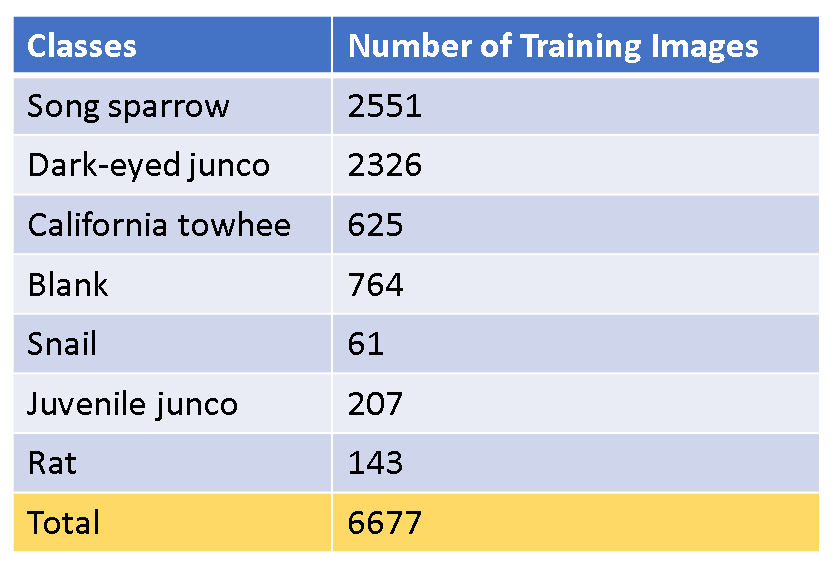 Classes Number of Training Images
Song sparrow 2551
Dark-eyed junco 2326
California towhee 625
Blank 764
Snail 61
Juvenile junco 207
Rat 143
Total 6677